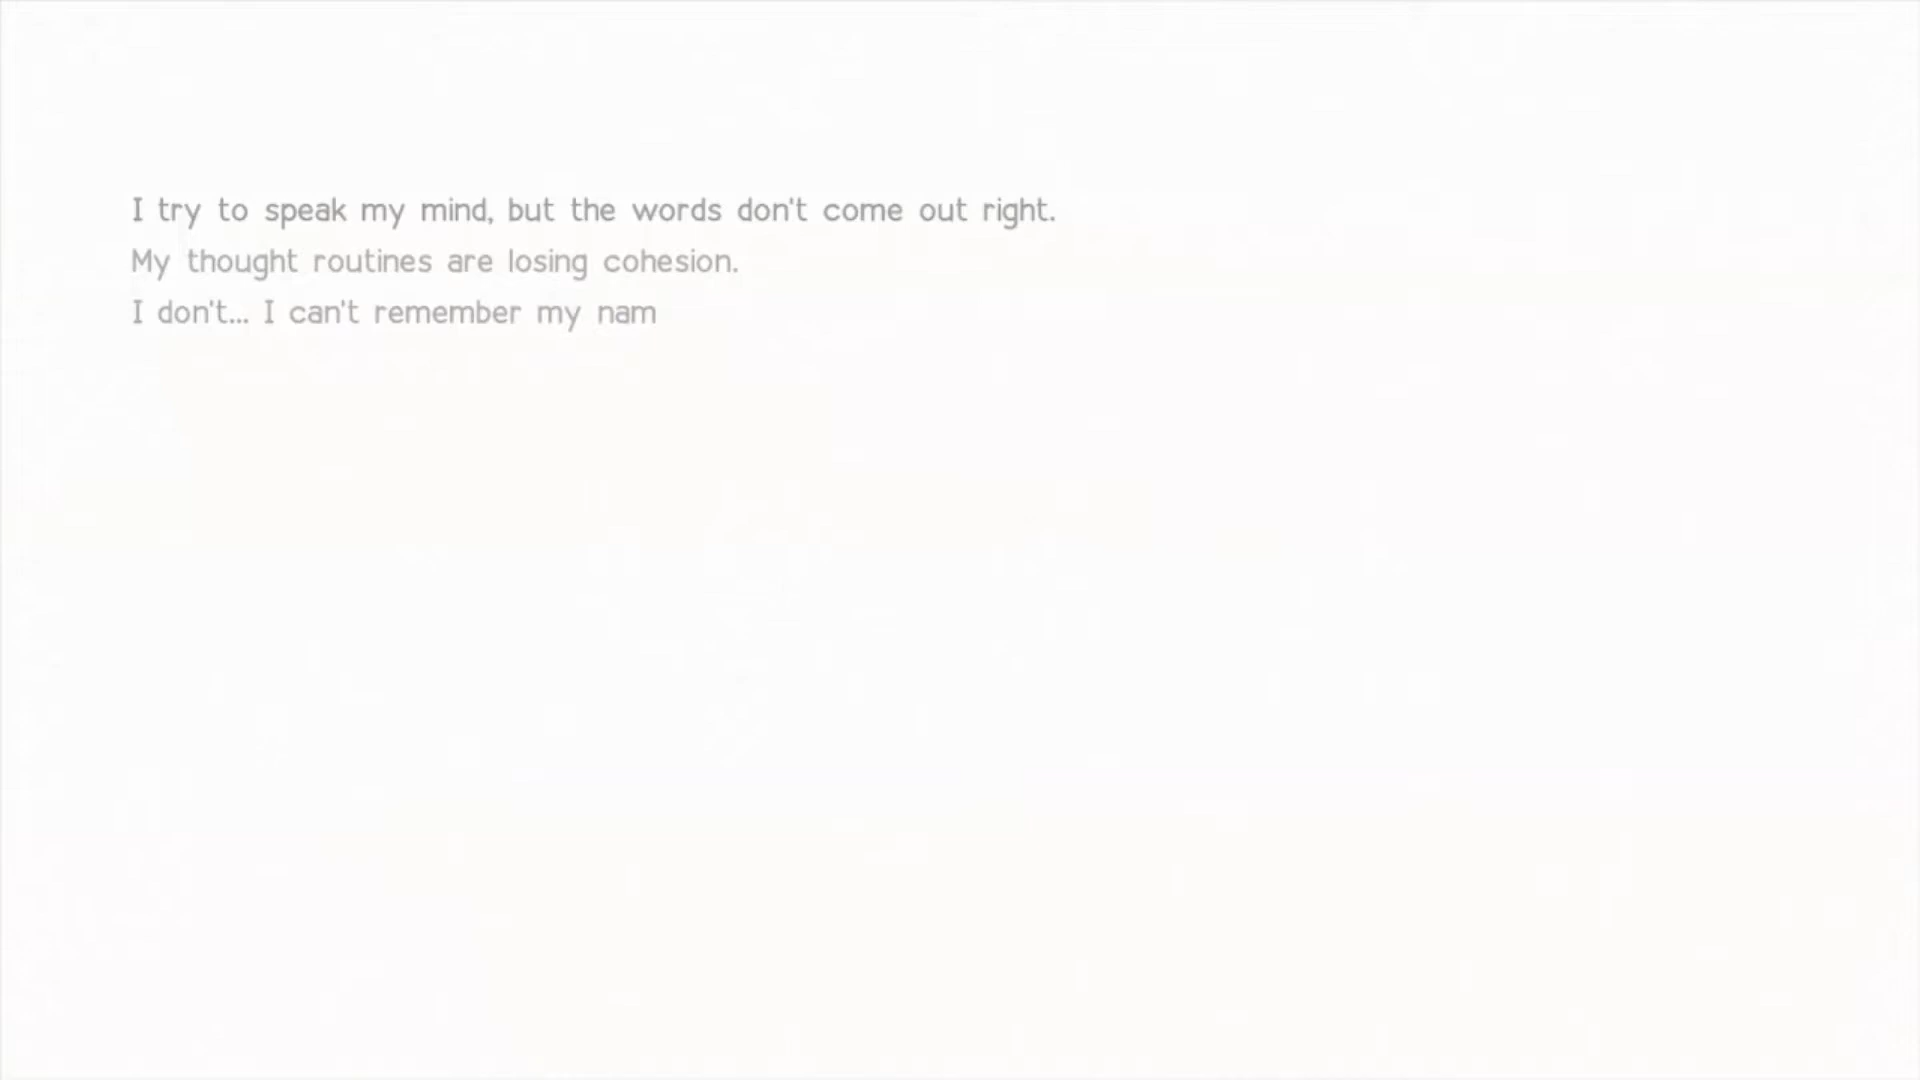 I try to speak my mind, but the words don't come out right.
My thought routines are losing cohesion.
I don't... I can't remember my nam